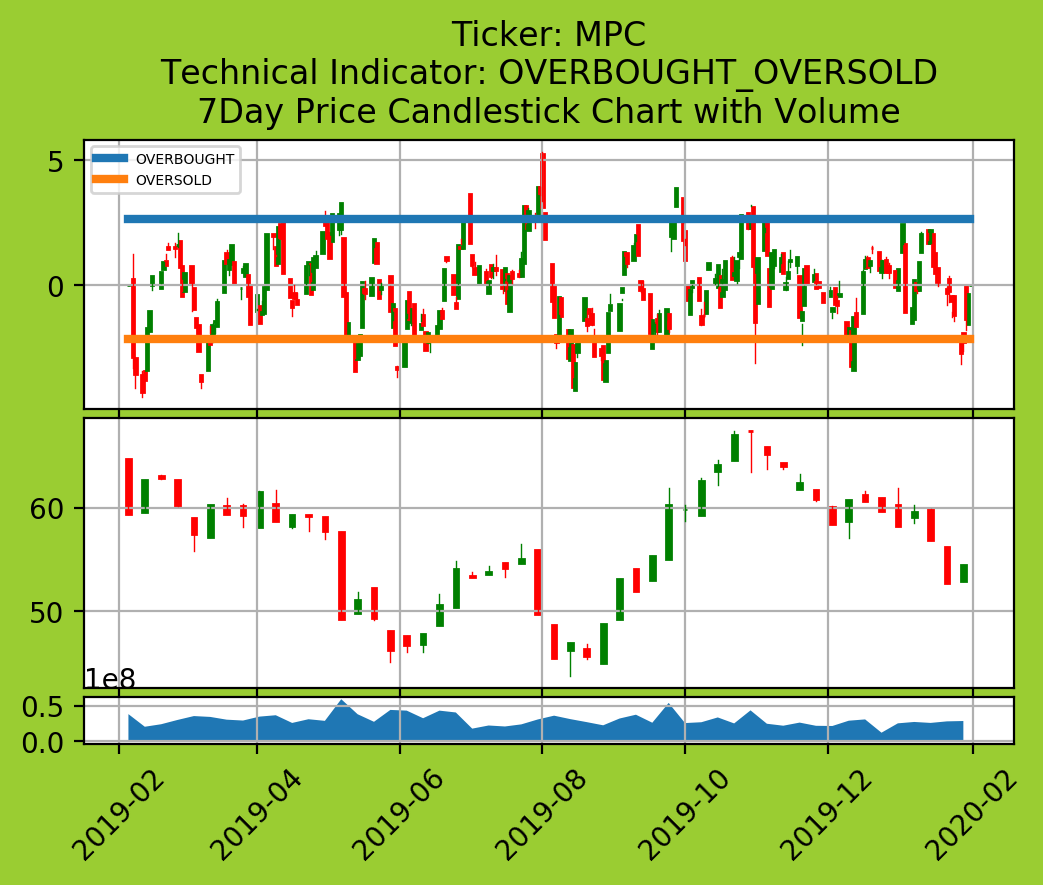 Ticker: MPC
Technical Indicator: OVERBOUGHT_OVERSOLD
7Day Price Candlestick Chart with Volume
OVERBOUGHT
OVERSOLD
5
0
60
50
1e8
0.5
0.0
2019-02
2019-04
2019-06
2019-08
2019-10
2019-12
2020-02